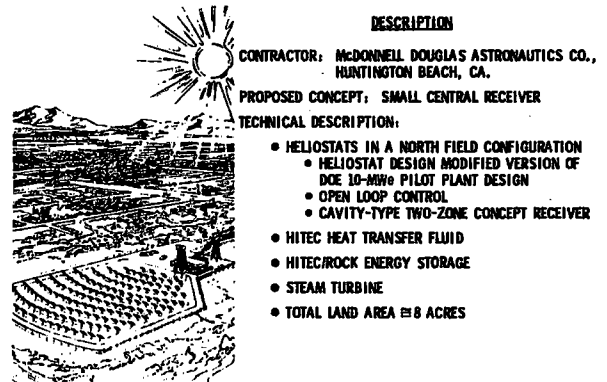 DESCRIPTION
CONTRACTOR: McDONNELL DOUGLAS ASTRONAUTICS CO.,
HUNTINGTON BEACH, CA.
PROPOSED CONCEPT: SMALL CENTRAL RECEIVER
TECHNICAL DESCRIPTION:
● HELIOSTATS IN A NORTH FIELD CONFIGURATION
● HELIOSTAT DESIGN MODIFIED VERSION OF
DOE 10-MWe PILOT PLANT DESIGN
● OPEN LOOP CONTROL
● CAVITY-TYPE TWO-ZONE CONCEPT RECEIVER
● HITEC HEAT TRANSFER FLUID
● HITEC/ROCK ENERGY STORAGE
● STEAM TURBINE
● TOTAL LAND AREA ≅ 8 ACRES